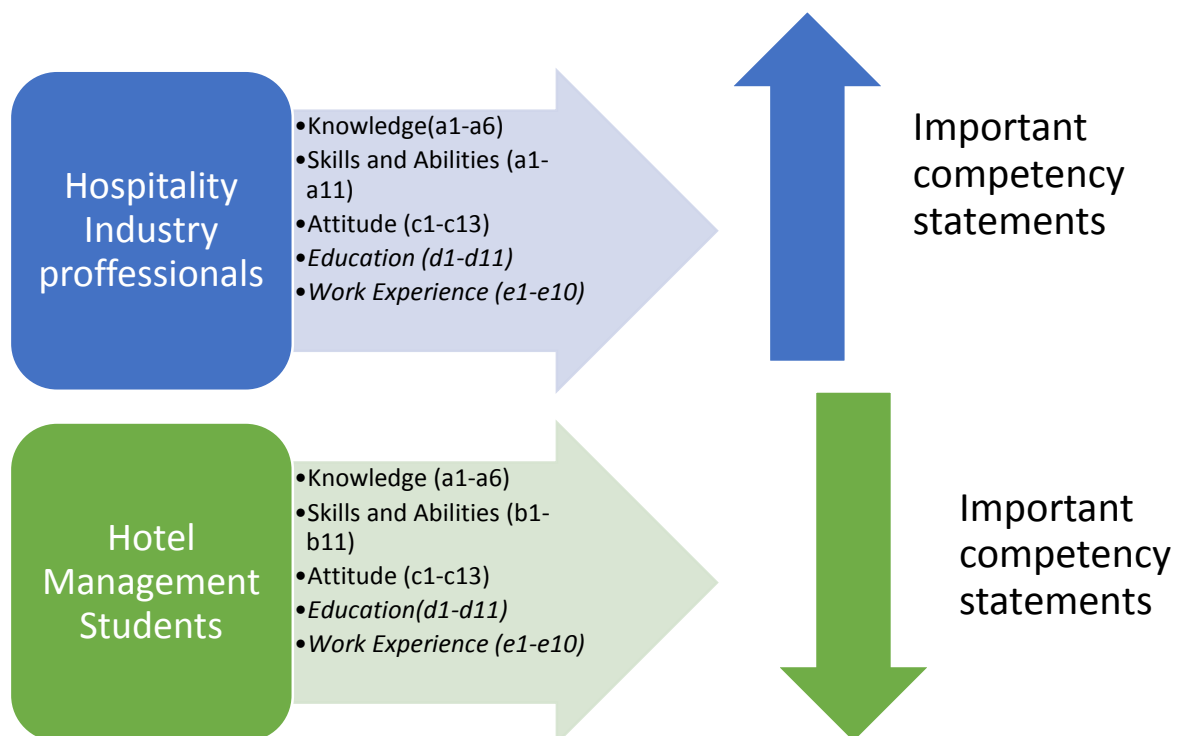 Hospitality
Industry
proffessionals
•Knowledge(a1-a6)
•Skills and Abilities (a1-
a11)
•Attitude (c1-c13)
•Education (d1-d11)
•Work Experience (e1-e10)
Important
competency
statements
Hotel
Management
Students
•Knowledge (a1-a6)
•Skills and Abilities (b1-
b11)
•Attitude (c1-c13)
•Education(d1-d11)
•Work Experience (e1-e10)
Important
competency
statements